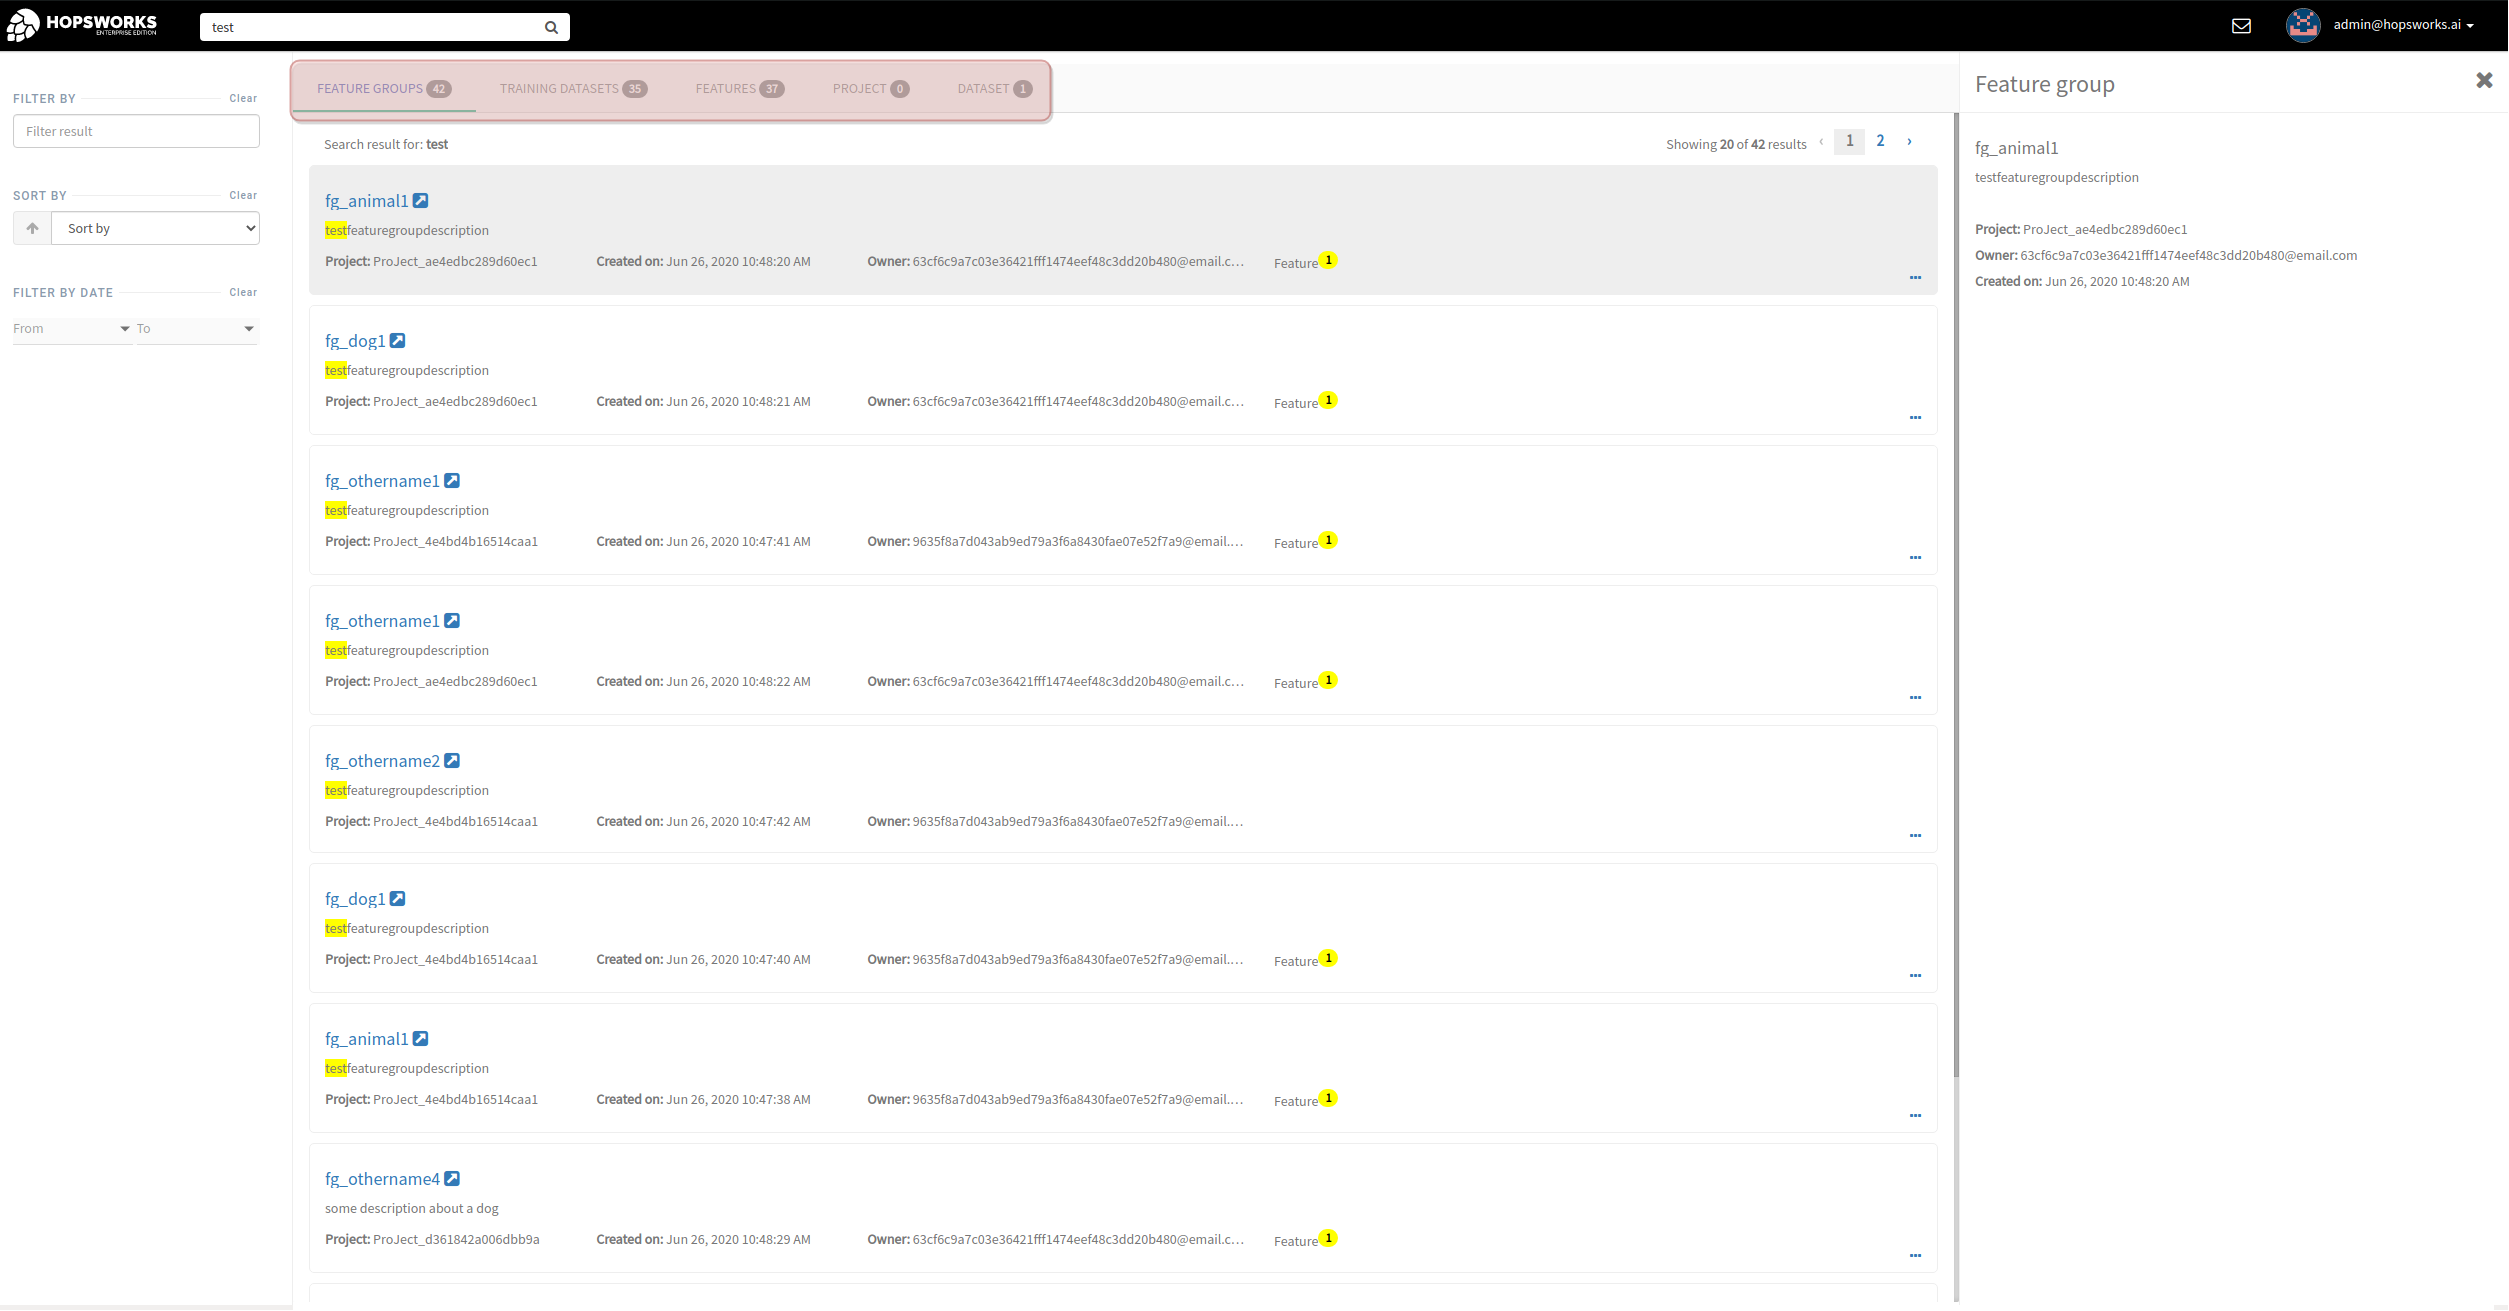 HOPSWORKS
ENTERPRISE EDITION
test
admin@hopsworks.ai
FILTER BY Clear
Filter result
SORT BY Clear
Sort by
FILTER BY DATE Clear
From To
FEATURE GROUPS 42 TRAINING DATASETS 35 FEATURES 37 PROJECT 0 DATASET 1
Search result for: test
Showing 20 of 42 results ‹ 1 2 ›
fg_animal1
testfeaturegroupdescription
Project: ProJect_ae4edbc289d60ec1 Created on: Jun 26, 2020 10:48:20 AM Owner: 63cf6c9a7c03e36421fff1474eef48c3dd20b480@email.c... Feature 1
...
fg_dog1
testfeaturegroupdescription
Project: ProJect_ae4edbc289d60ec1 Created on: Jun 26, 2020 10:48:21 AM Owner: 63cf6c9a7c03e36421fff1474eef48c3dd20b480@email.c... Feature 1
...
fg_othername1
testfeaturegroupdescription
Project: ProJect_4e4bd4b16514caa1 Created on: Jun 26, 2020 10:47:41 AM Owner: 9635f8a7d043ab9ed79a3f6a8430fae07e52f7a9@email.... Feature 1
...
fg_othername1
testfeaturegroupdescription
Project: ProJect_ae4edbc289d60ec1 Created on: Jun 26, 2020 10:48:22 AM Owner: 63cf6c9a7c03e36421fff1474eef48c3dd20b480@email.c... Feature 1
...
fg_othername2
testfeaturegroupdescription
Project: ProJect_4e4bd4b16514caa1 Created on: Jun 26, 2020 10:47:42 AM Owner: 9635f8a7d043ab9ed79a3f6a8430fae07e52f7a9@email....
...
fg_dog1
testfeaturegroupdescription
Project: ProJect_4e4bd4b16514caa1 Created on: Jun 26, 2020 10:47:40 AM Owner: 9635f8a7d043ab9ed79a3f6a8430fae07e52f7a9@email.... Feature 1
...
fg_animal1
testfeaturegroupdescription
Project: ProJect_4e4bd4b16514caa1 Created on: Jun 26, 2020 10:47:38 AM Owner: 9635f8a7d043ab9ed79a3f6a8430fae07e52f7a9@email.... Feature 1
...
fg_othername4
some description about a dog
Project: ProJect_d361842a006dbb9a Created on: Jun 26, 2020 10:48:29 AM Owner: 63cf6c9a7c03e36421fff1474eef48c3dd20b480@email.c... Feature 1
...
Feature group
fg_animal1
testfeaturegroupdescription
Project: ProJect_ae4edbc289d60ec1
Owner: 63cf6c9a7c03e36421fff1474eef48c3dd20b480@email.com
Created on: Jun 26, 2020 10:48:20 AM